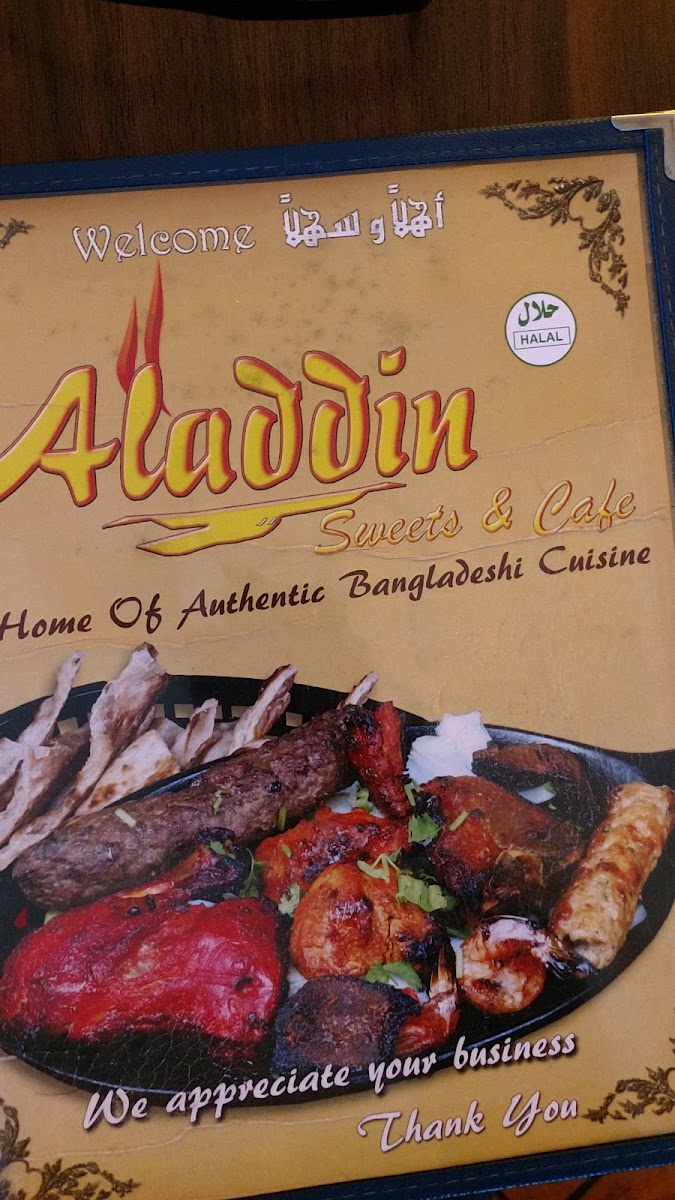 Welcome أهلاً و سهلاً
حلال
HALAL
Aladdin
Sweets & Cafe
Home Of Authentic Bangladeshi Cuisine
We appreciate your business
Thank You